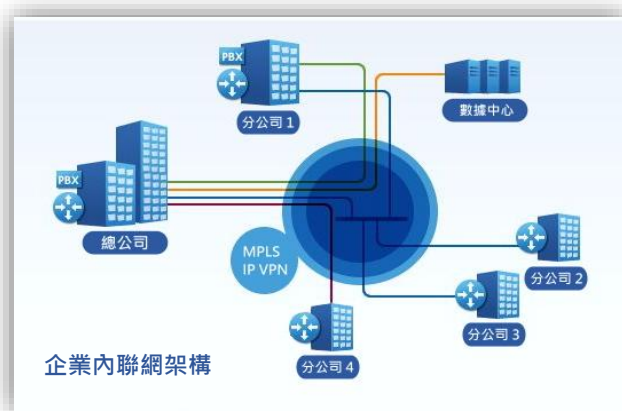 PBX
分公司 1
數據中心
PBX
總公司
MPLS
IP VPN
分公司 2
分公司 3
分公司 4
企業內聯網架構